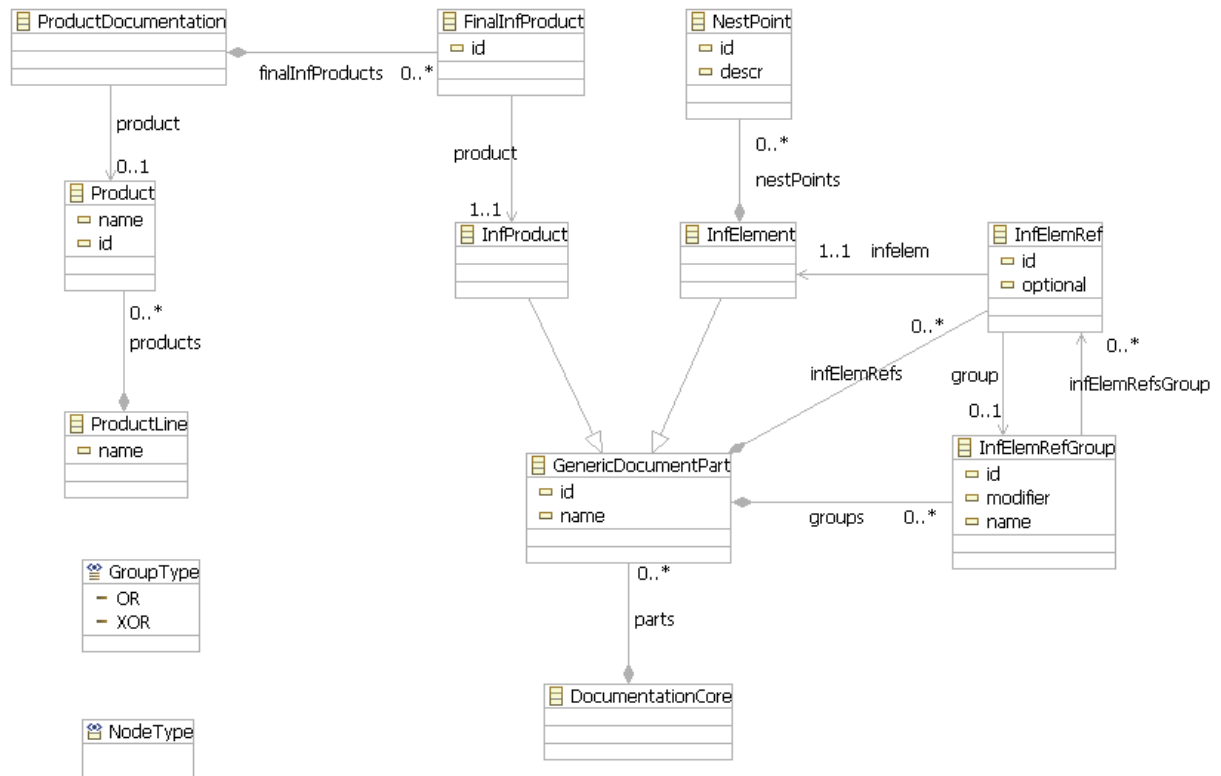 ProductDocumentation
FinalInfProduct
id
NestPoint
id
descr
finalInfProducts 0..*
product
0..1
product
1..1
0..*
nestPoints
Product
name
id
InfProduct
InfElement
1..1 infelem
InfElemRef
id
optional
0..*
products
0..*
infElemRefs
group
0..1
0..*
infElemRefsGroup
ProductLine
name
GenericDocumentPart
id
name
groups 0..*
InfElemRefGroup
id
modifier
name
GroupType
OR
XOR
0..*
parts
DocumentationCore
NodeType